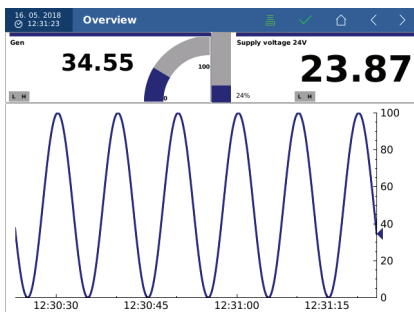 16. 05. 2018
12:31:23
Overview
Gen
34.55
100
0
L H
Supply voltage 24V
23.87
24%
L H
100
80
60
40
20
0
12:30:30
12:30:45
12:31:00
12:31:15